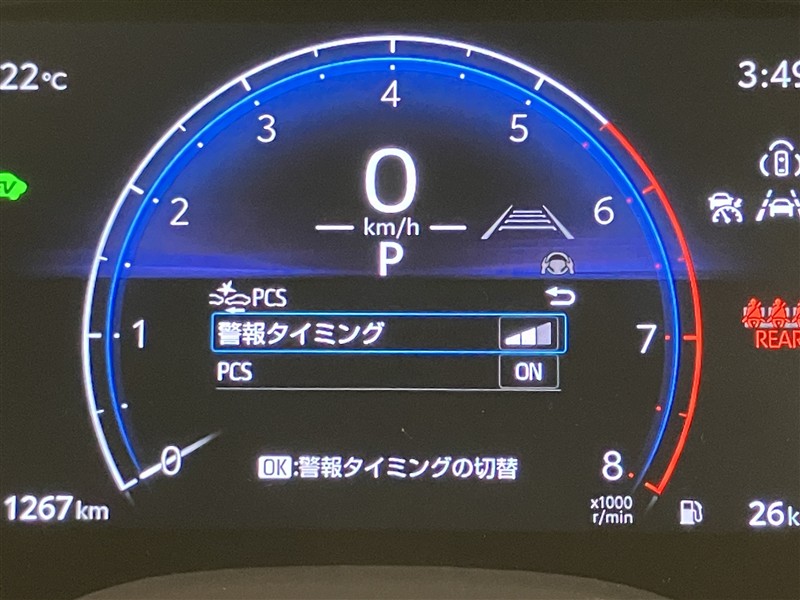 22℃
3:49
4
3
5
0
2
6
km/h
P
EV
PCS
警報タイミング
1
7
REAR
PCS
ON
0
OK:警報タイミングの切替
8
1267km
x1000
r/min
26k